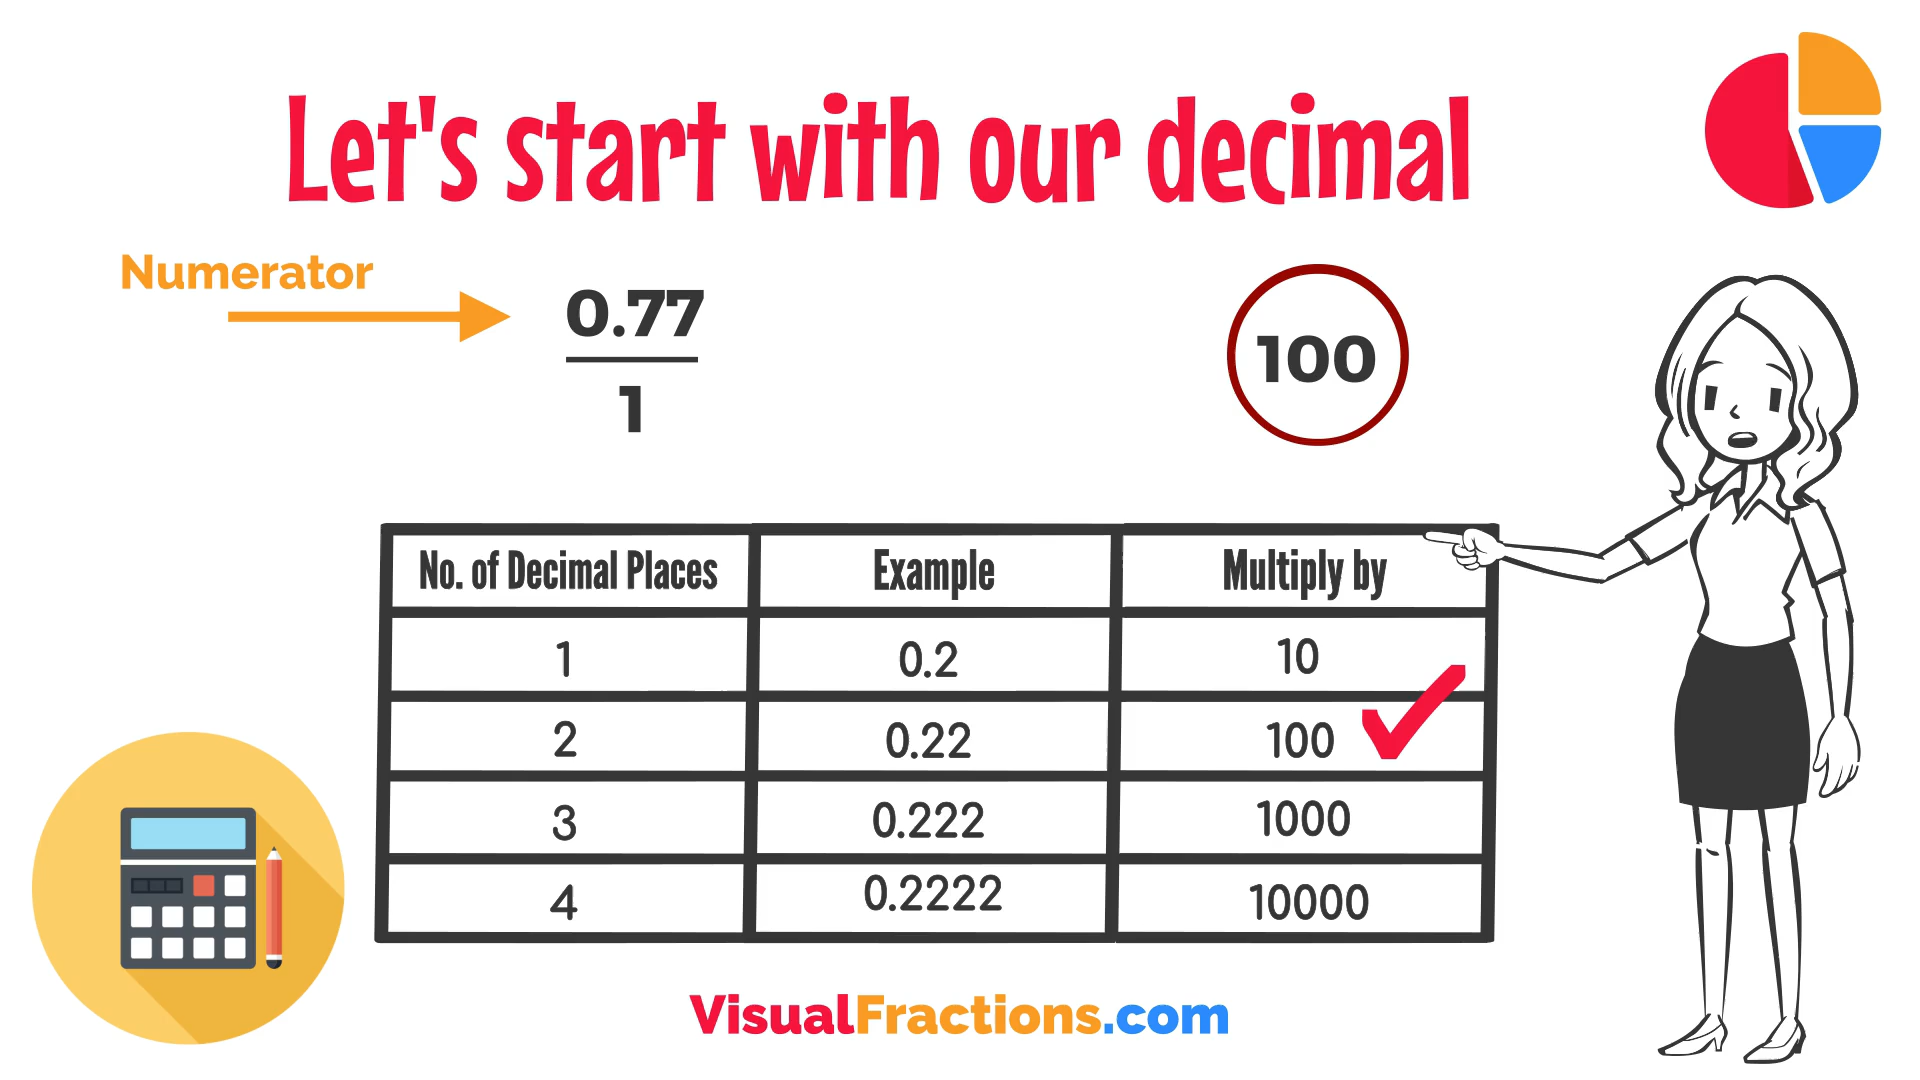 Let's start with our decimal
Numerator
0.77
1
100
No. of Decimal Places Example Multiply by
1 0.2 10
2 0.22 100
3 0.222 1000
4 0.2222 10000
VisualFractions.com